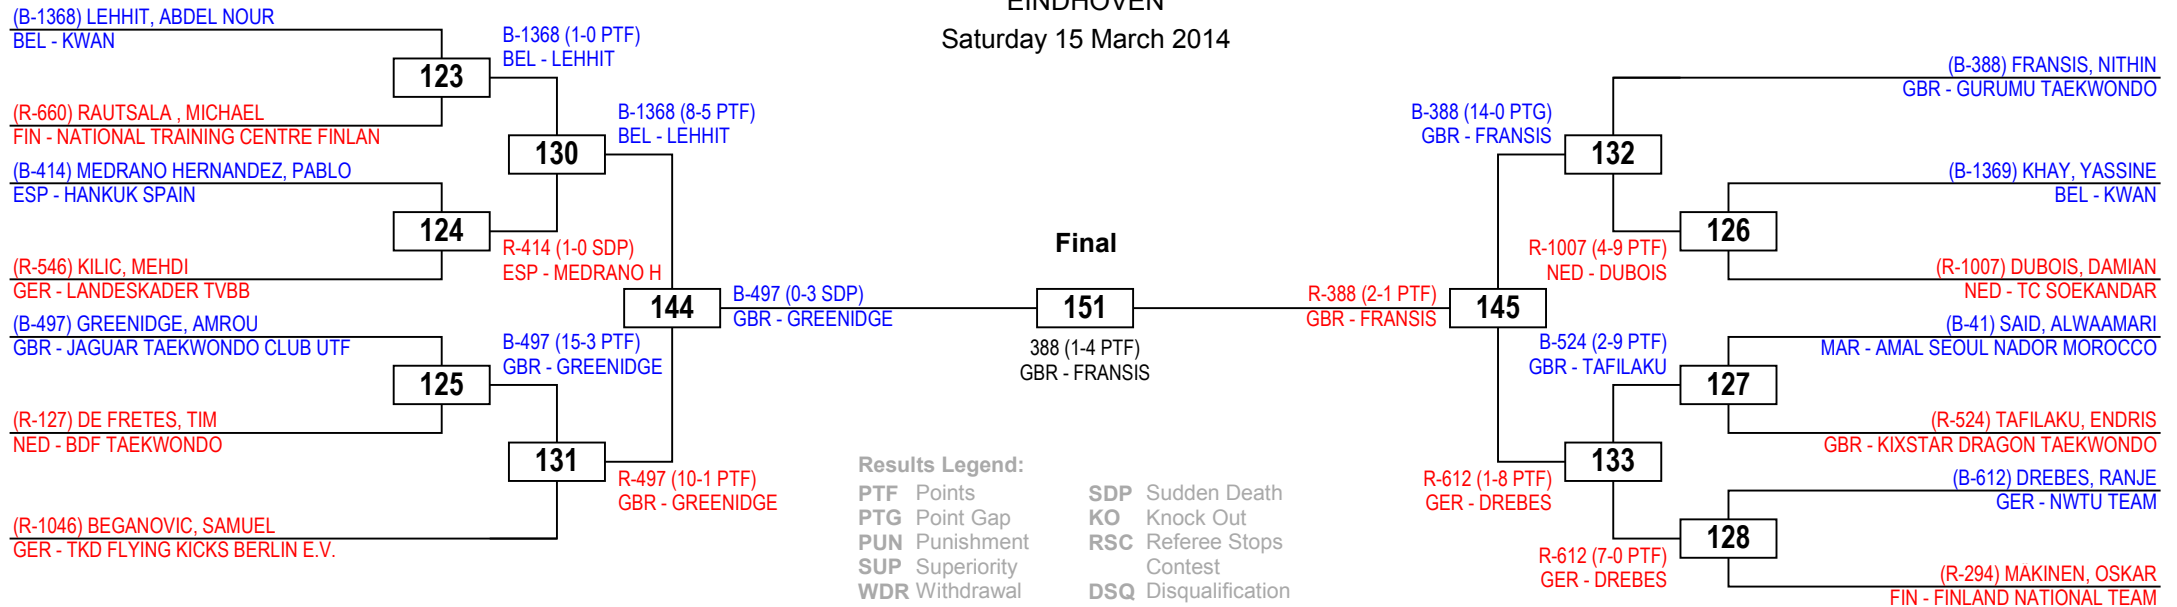 EINDHOVEN
Saturday 15 March 2014
(B-1368) LEHHIT, ABDEL NOUR
BEL - KWAN
(R-660) RAUTSALA , MICHAEL
FIN - NATIONAL TRAINING CENTRE FINLAN
(B-414) MEDRANO HERNANDEZ, PABLO
ESP - HANKUK SPAIN
(R-546) KILIC, MEHDI
GER - LANDESKADER TVBB
(B-497) GREENIDGE, AMROU
GBR - JAGUAR TAEKWONDO CLUB UTF
(R-127) DE FRETES, TIM
NED - BDF TAEKWONDO
(R-1046) BEGANOVIC, SAMUEL
GER - TKD FLYING KICKS BERLIN E.V.
123
124
125
B-1368 (1-0 PTF)
BEL - LEHHIT
R-414 (1-0 SDP)
ESP - MEDRANO H
B-497 (15-3 PTF)
GBR - GREENIDGE
130
131
B-1368 (8-5 PTF)
BEL - LEHHIT
R-497 (10-1 PTF)
GBR - GREENIDGE
144
B-497 (0-3 SDP)
GBR - GREENIDGE
Final
151
388 (1-4 PTF)
GBR - FRANSIS
R-388 (2-1 PTF)
GBR - FRANSIS
145
B-388 (14-0 PTG)
GBR - FRANSIS
R-612 (1-8 PTF)
GER - DREBES
132
133
R-1007 (4-9 PTF)
NED - DUBOIS
B-524 (2-9 PTF)
GBR - TAFILAKU
R-612 (7-0 PTF)
GER - DREBES
126
127
128
(B-388) FRANSIS, NITHIN
GBR - GURUMU TAEKWONDO
(B-1369) KHAY, YASSINE
BEL - KWAN
(R-1007) DUBOIS, DAMIAN
NED - TC SOEKANDAR
(B-41) SAID, ALWAAMARI
MAR - AMAL SEOUL NADOR MOROCCO
(R-524) TAFILAKU, ENDRIS
GBR - KIXSTAR DRAGON TAEKWONDO
(B-612) DREBES, RANJE
GER - NWTU TEAM
(R-294) MAKINEN, OSKAR
FIN - FINLAND NATIONAL TEAM
Results Legend:
PTF Points
PTG Point Gap
PUN Punishment
SUP Superiority
WDR Withdrawal
SDP Sudden Death
KO Knock Out
RSC Referee Stops
Contest
DSQ Disqualification